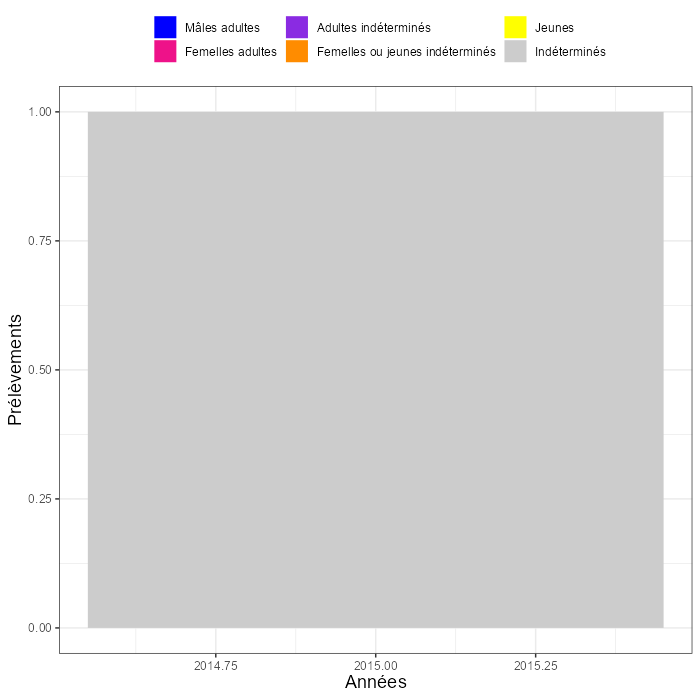 Mâles adultes Adultes indéterminés Jeunes
Femelles adultes Femelles ou jeunes indéterminés Indéterminés
1.00
0.75
0.50
0.25
0.00
Prélèvements
2014.75 2015.00 2015.25
Années